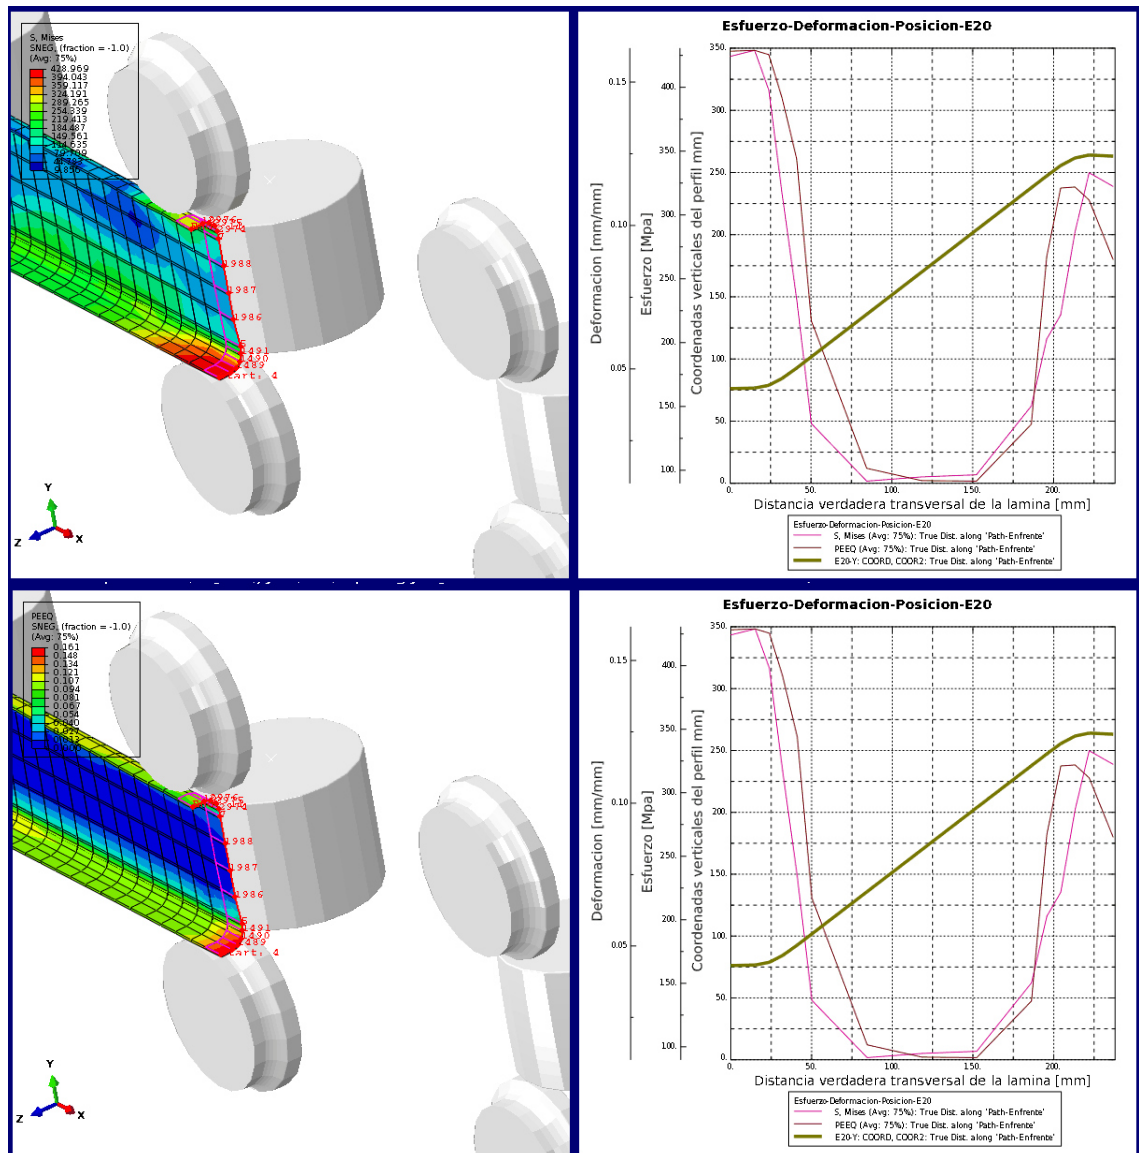 S, Mises
SNEG, (fraction = -1.0)
(Avg: 75%)
428.969
394.043
359.117
324.191
289.265
254.339
219.413
184.487
149.561
114.635
79.709
9.856
1988
1987
1986
1491
1490
Y
Z
X
Esfuerzo-Deformacion-Posicion-E20
0.15
0.10
0.05
Deformacion [mm/mm]
400.
350.
300.
250.
200.
150.
100.
Esfuerzo [Mpa]
350.
300.
250.
200.
150.
100.
50.
0.
Coordenadas verticales del perfil mm]
0. 50. 100. 150. 200.
Distancia verdadera transversal de la lamina [mm]
Esfuerzo-Deformacion-Posicion-E20
S, Mises (Avg: 75%): True Dist. along 'Path-Enfrente'
PEEQ (Avg: 75%): True Dist. along 'Path-Enfrente'
E20-Y: COORD, COOR2: True Dist. along 'Path-Enfrente'
PEEQ
SNEG, (fraction = -1.0)
(Avg: 75%)
0.161
0.148
0.134
0.121
0.107
0.094
0.081
0.067
0.054
0.040
0.027
0.013
0.000
1988
1987
1986
1491
1490
Y
Z
X
Esfuerzo-Deformacion-Posicion-E20
0.15
0.10
0.05
Deformacion [mm/mm]
400.
350.
300.
250.
200.
150.
100.
Esfuerzo [Mpa]
350.
300.
250.
200.
150.
100.
50.
0.
Coordenadas verticales del perfil mm]
0. 50. 100. 150. 200.
Distancia verdadera transversal de la lamina [mm]
Esfuerzo-Deformacion-Posicion-E20
S, Mises (Avg: 75%): True Dist. along 'Path-Enfrente'
PEEQ (Avg: 75%): True Dist. along 'Path-Enfrente'
E20-Y: COORD, COOR2: True Dist. along 'Path-Enfrente'